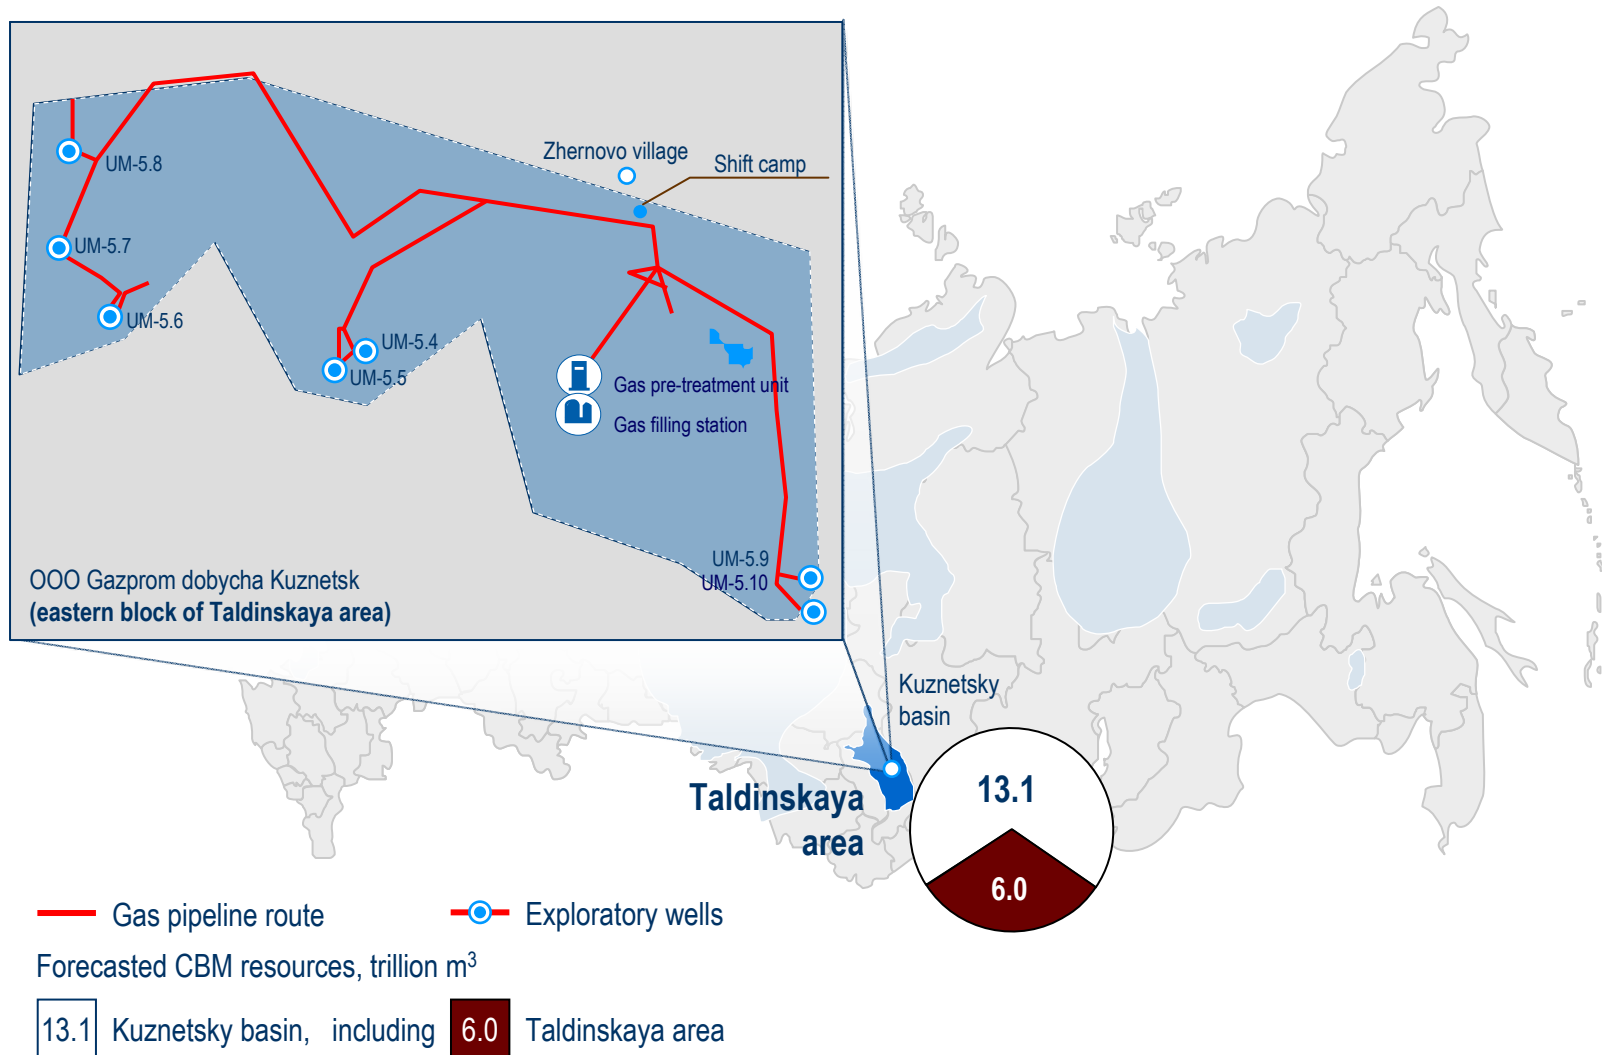 Zhernovo village
Shift camp
UM-5.8
UM-5.7
UM-5.6
UM-5.4
UM-5.5
Gas pre-treatment unit
Gas filling station
UM-5.9
UM-5.10
OOO Gazprom dobycha Kuznetsk
(eastern block of Taldinskaya area)
Kuznetsky
basin
Taldinskaya
area
13.1
6.0
Gas pipeline route
Exploratory wells
Forecasted CBM resources, trillion m³
13.1 Kuznetsky basin, including 6.0 Taldinskaya area